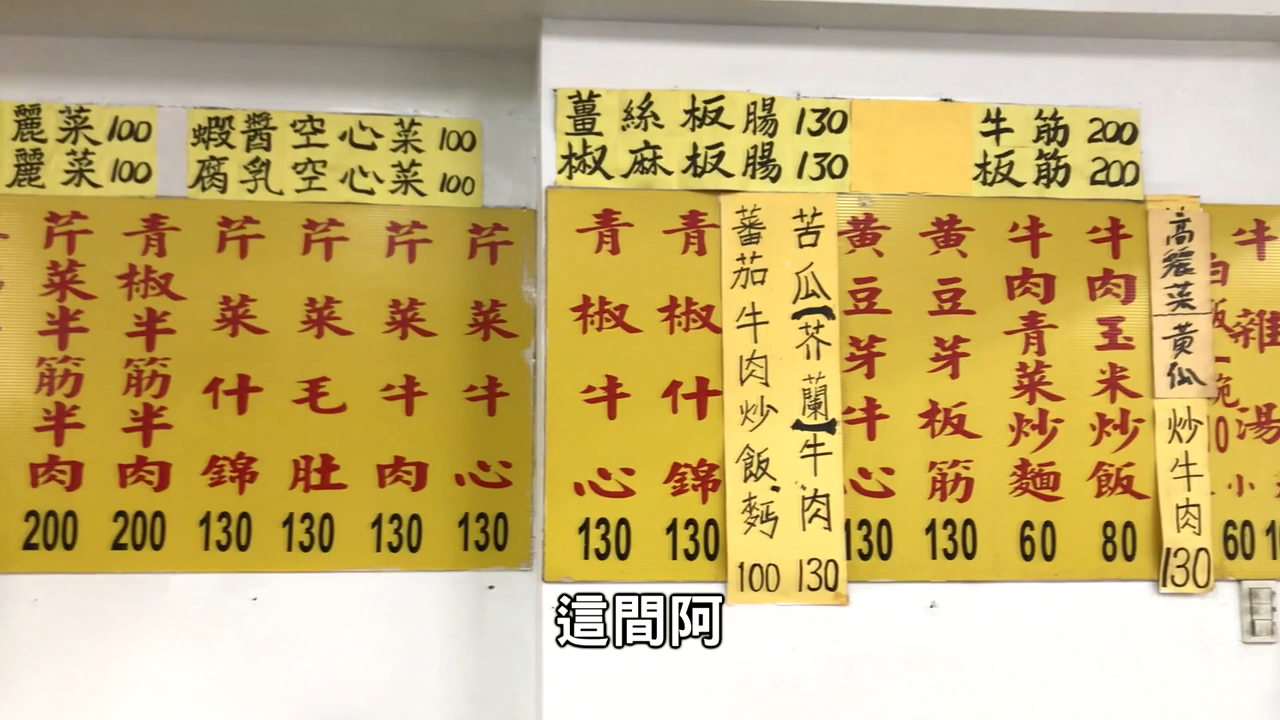 麗菜100
麗菜100
蝦醬空心菜100
腐乳空心菜100
薑絲板腸130
椒麻板腸130
牛筋200
板筋200
芹菜半筋半肉200
青椒半筋半肉200
芹菜什錦130
芹菜毛肚130
芹菜牛肉130
芹菜牛心130
青椒牛心130
青椒什錦130
蕃茄牛肉炒飯.麪100
苦瓜(芥蘭)牛肉130
黃豆芽牛心130
黃豆芽板筋130
牛肉青菜炒麵60
牛肉玉米炒飯80
高麗菜 黃瓜 炒牛肉130
牛雜湯
小
60
這間阿